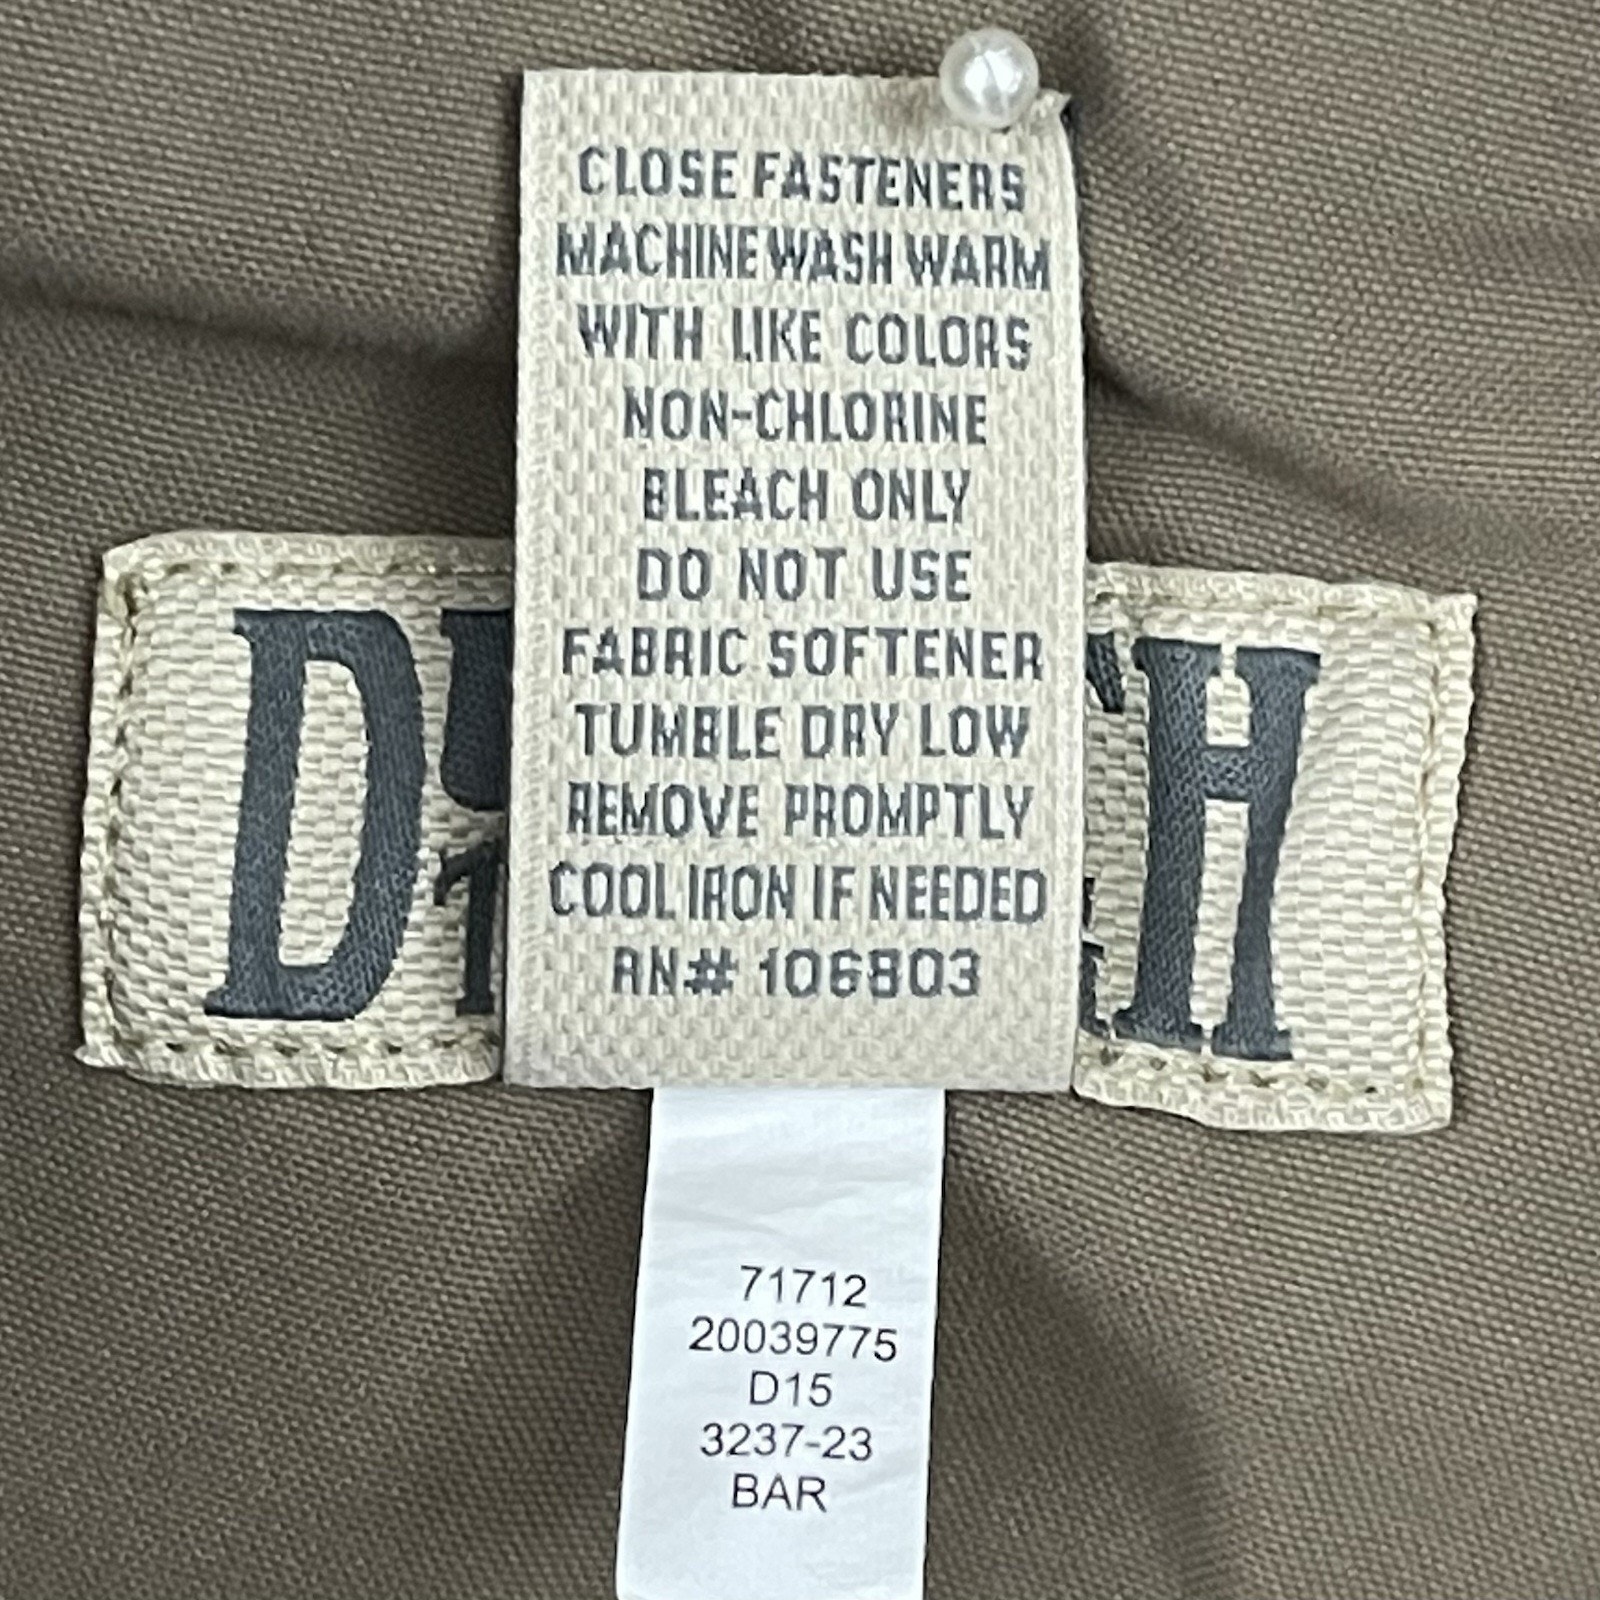 CLOSE FASTENERS
MACHINE WASH WARM
WITH LIKE COLORS
NON-CHLORINE
BLEACH ONLY
DO NOT USE
FABRIC SOFTENER
TUMBLE DRY LOW
REMOVE PROMPTLY
COOL IRON IF NEEDED
RN# 106803
71712
20039775
D15
3237-23
BAR